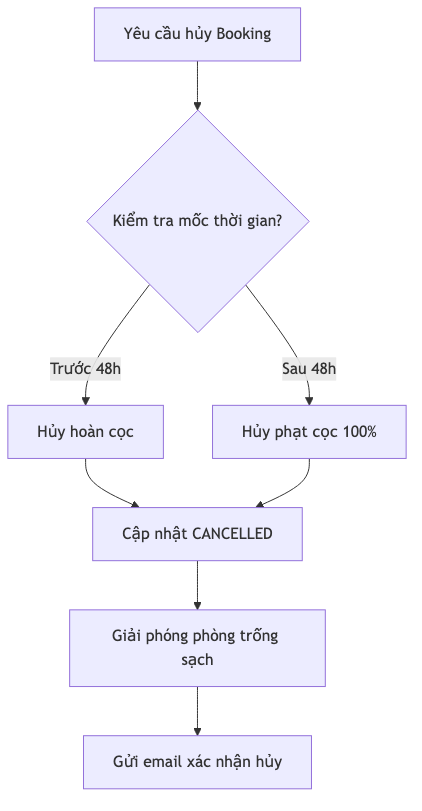 Yêu cầu hủy Booking
Kiểm tra mốc thời gian?
Trước 48h
Sau 48h
Hủy hoàn cọc
Hủy phạt cọc 100%
Cập nhật CANCELLED
Giải phóng phòng trống
sạch
Gửi email xác nhận hủy